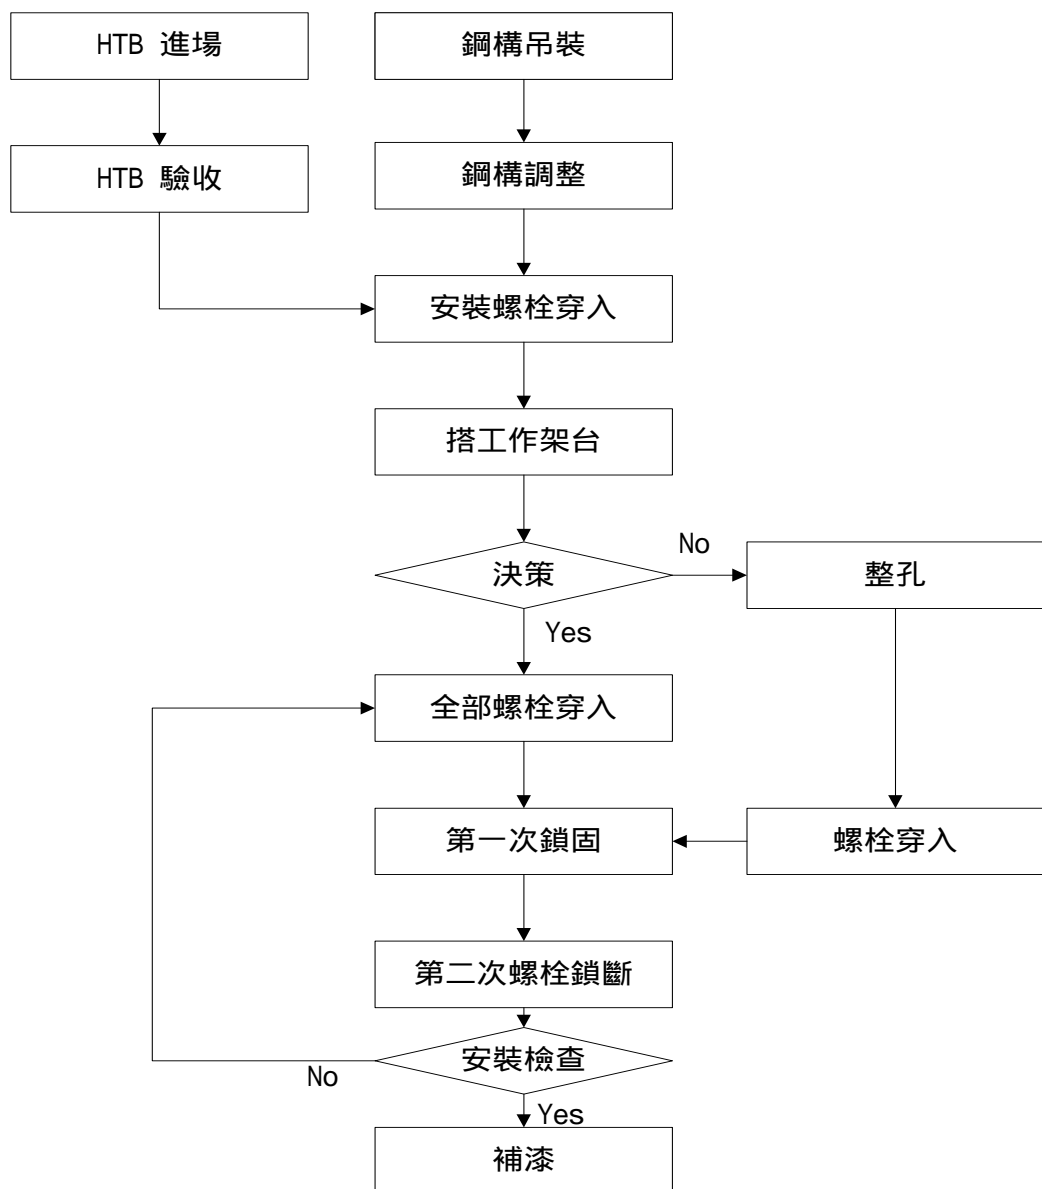 HTB 進場
鋼構吊裝
HTB 驗收
鋼構調整
安裝螺栓穿入
搭工作架台
No
決策
整孔
Yes
全部螺栓穿入
第一次鎖固
螺栓穿入
第二次螺栓鎖斷
安裝檢查
No
Yes
補漆